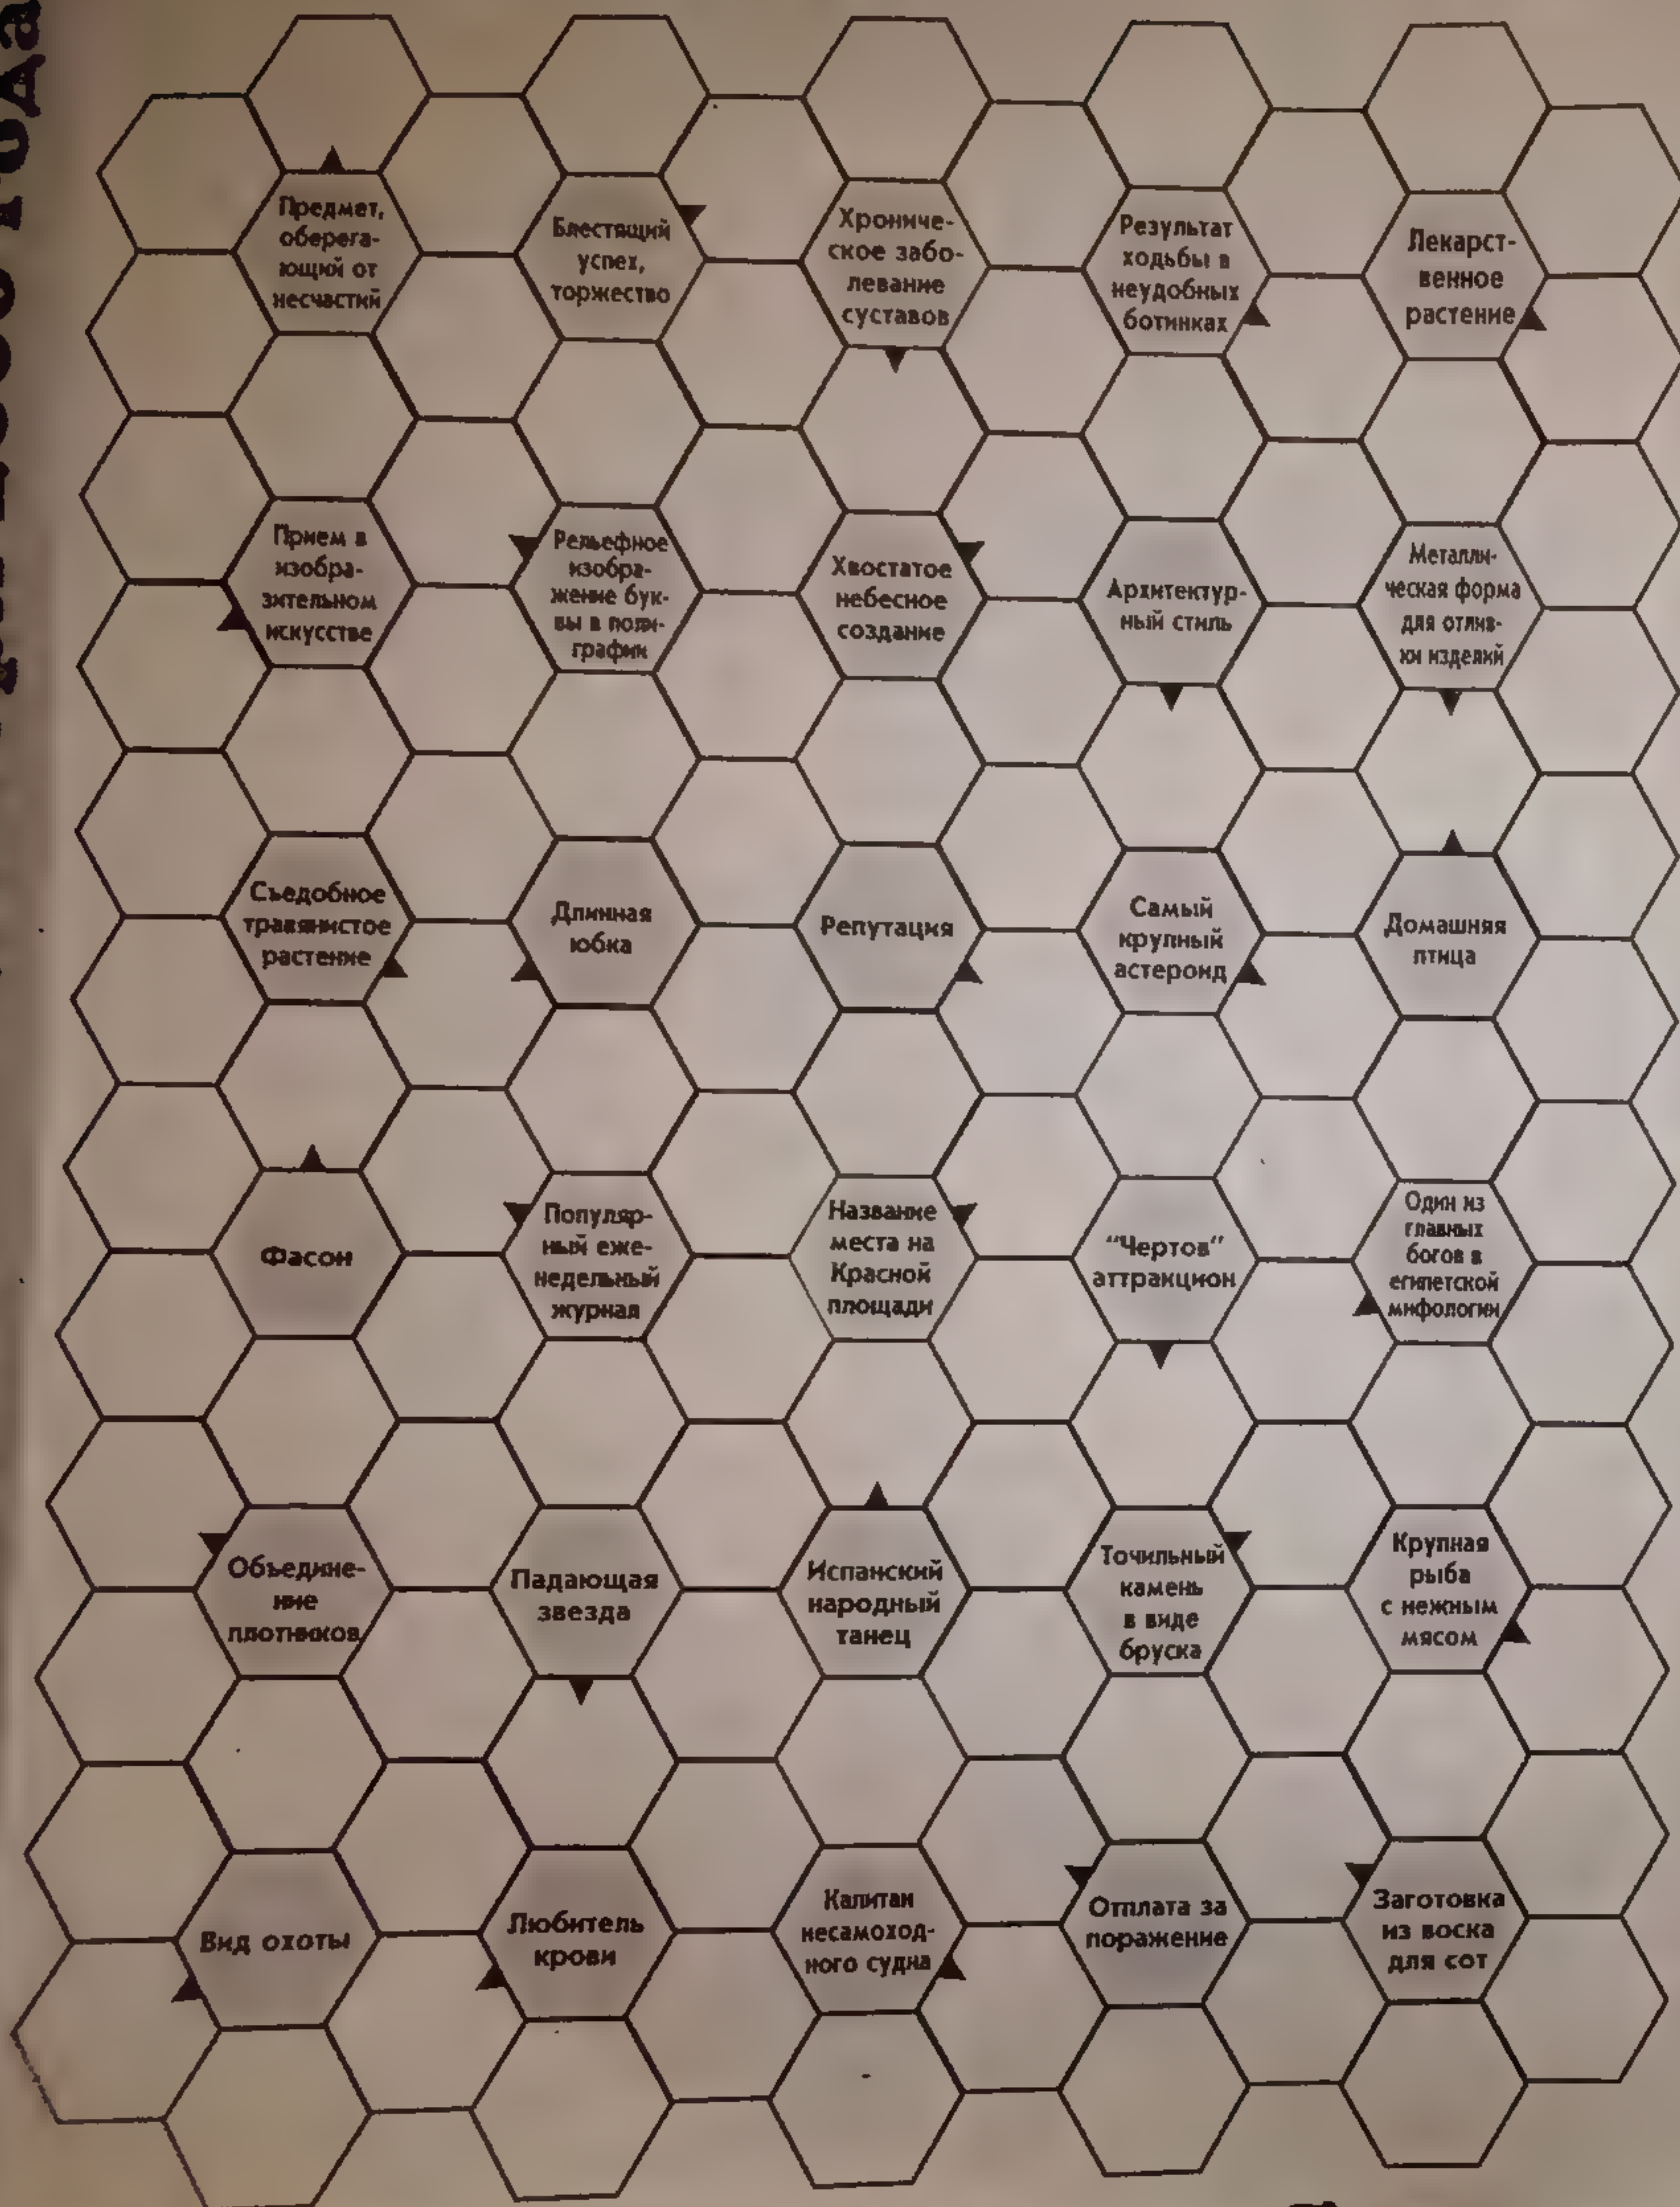 Предмет,
оберега-
ющий от
несчастий
Блестящий
успех,
торжество
Хрониче-
ское забо-
левание
суставов
Результат
ходьбы в
неудобных
ботинках
Лекарст-
венное
растение
Прием в
изобра-
зительном
искусстве
Рельефное
изобра-
жение бук-
вы в поли-
графии
Хвостатое
небесное
создание
Архитектур-
ный стиль
Металли-
ческая форма
для отлив-
ки изделий
Съедобное
травянистое
растение
Длинная
юбка
Репутация
Самый
крупный
астероид
Домашняя
птица
Фасон
Популяр-
ный еже-
недельный
журнал
Название
места на
Красной
площади
"Чертов"
аттракцион
Один из
главных
богов в
египетской
мифологии
Объедине-
ние
плотников
Падающая
звезда
Испанский
народный
танец
Точильный
камень
в виде
бруска
Крупная
рыба
с нежным
мясом
Вид охоты
Любитель
крови
Капитан
несамоход-
ного судна
Отплата за
поражение
Заготовка
из воска
для сот